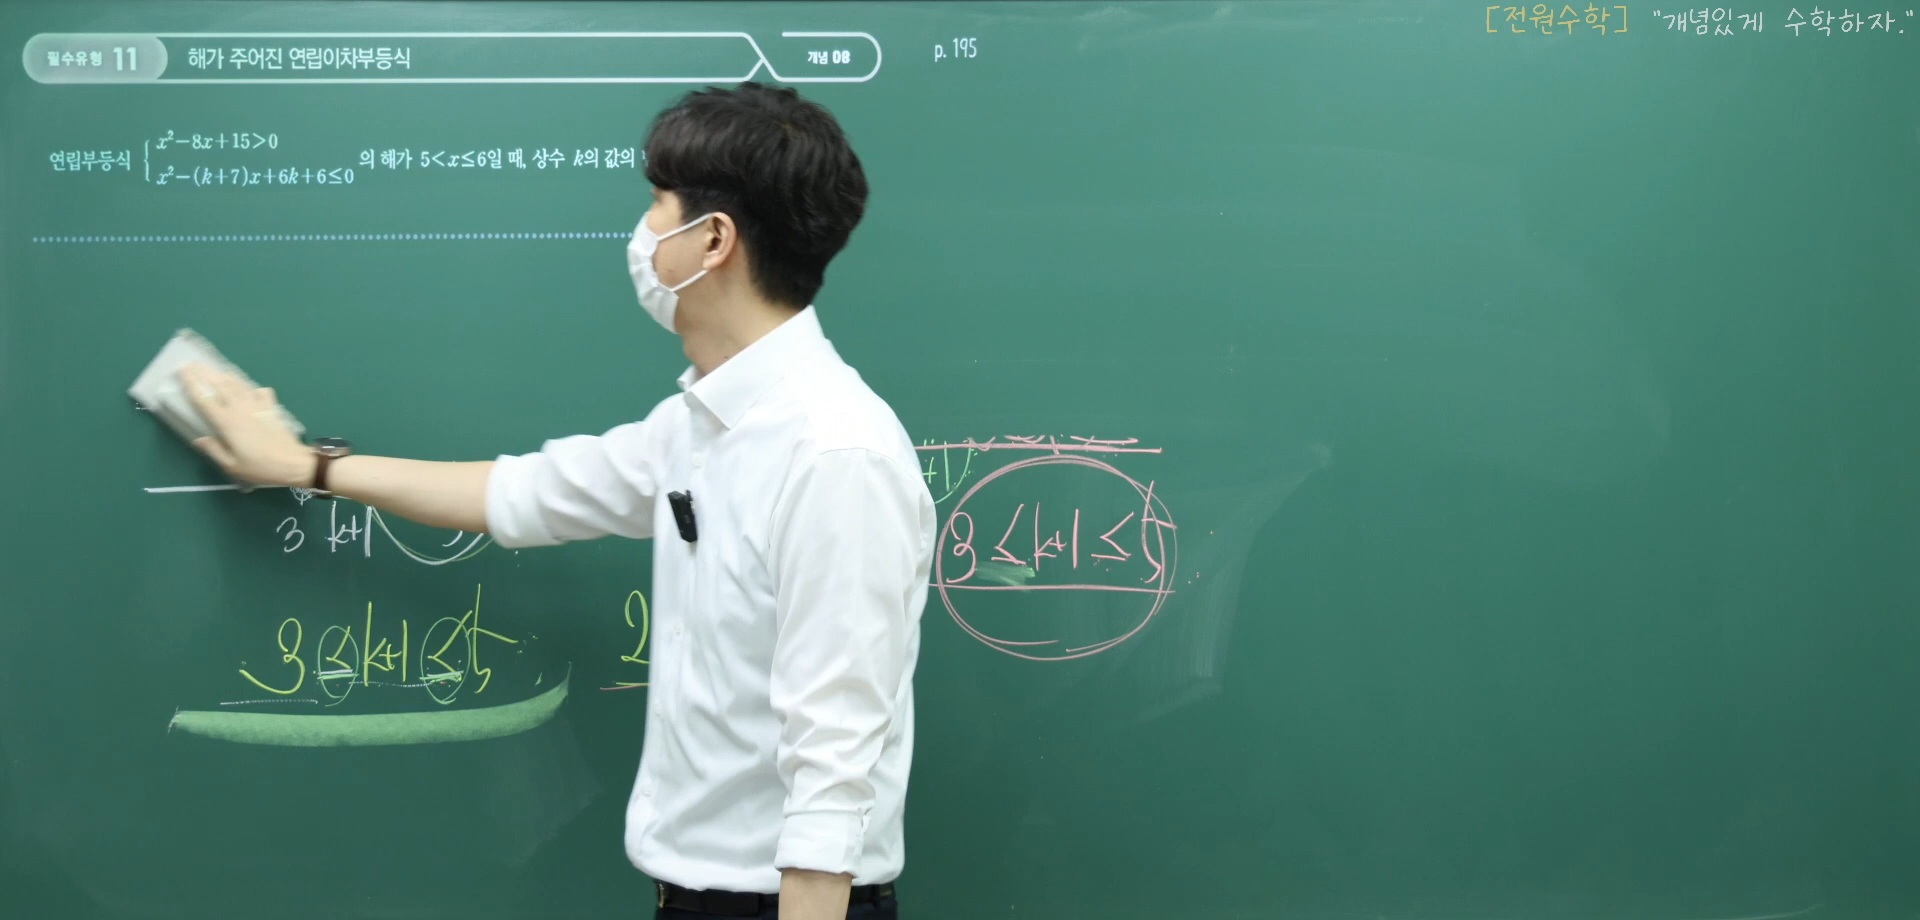 [전원수학] "개념있게 수학하자."
필수유형 11 해가 주어진 연립이차부등식 개념 08 p. 195
연립부등식 { x²-8x+15>0
x²-(k+7)x+6k+6≤0 의 해가 5<x≤6일 때, 상수 k의 값의
+1
3 k+1
3≤k+1≤5
3≤k+1≤5
2